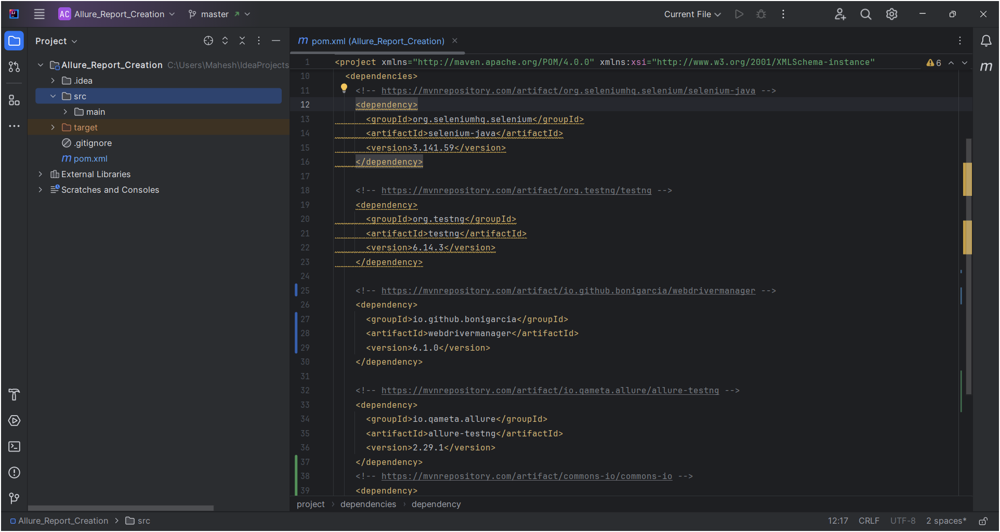 AC Allure_Report_Creation master Current File
Project
Allure_Report_Creation C:\Users\Mahesh\IdeaProjects
.idea
src
main
target
.gitignore
m pom.xml
External Libraries
Scratches and Consoles
m pom.xml (Allure_Report_Creation)
1 <project xmlns="http://maven.apache.org/POM/4.0.0" xmlns:xsi="http://www.w3.org/2001/XMLSchema-instance" 6
10 <dependencies>
11 <!-- https://mvnrepository.com/artifact/org.seleniumhq.selenium/selenium-java -->
12 <dependency>
13 <groupId>org.seleniumhq.selenium</groupId>
14 <artifactId>selenium-java</artifactId>
15 <version>3.141.59</version>
16 </dependency>
17
18 <!-- https://mvnrepository.com/artifact/org.testng/testng -->
19 <dependency>
20 <groupId>org.testng</groupId>
21 <artifactId>testng</artifactId>
22 <version>6.14.3</version>
23 </dependency>
24
25 <!-- https://mvnrepository.com/artifact/io.github.bonigarcia/webdrivermanager -->
26 <dependency>
27 <groupId>io.github.bonigarcia</groupId>
28 <artifactId>webdrivermanager</artifactId>
29 <version>6.1.0</version>
30 </dependency>
31
32 <!-- https://mvnrepository.com/artifact/io.qameta.allure/allure-testng -->
33 <dependency>
34 <groupId>io.qameta.allure</groupId>
35 <artifactId>allure-testng</artifactId>
36 <version>2.29.1</version>
37 </dependency>
38 <!-- https://mvnrepository.com/artifact/commons-io/commons-io -->
39 <dependency>
m
project › dependencies › dependency
Allure_Report_Creation > src 12:17 CRLF UTF-8 2 spaces*